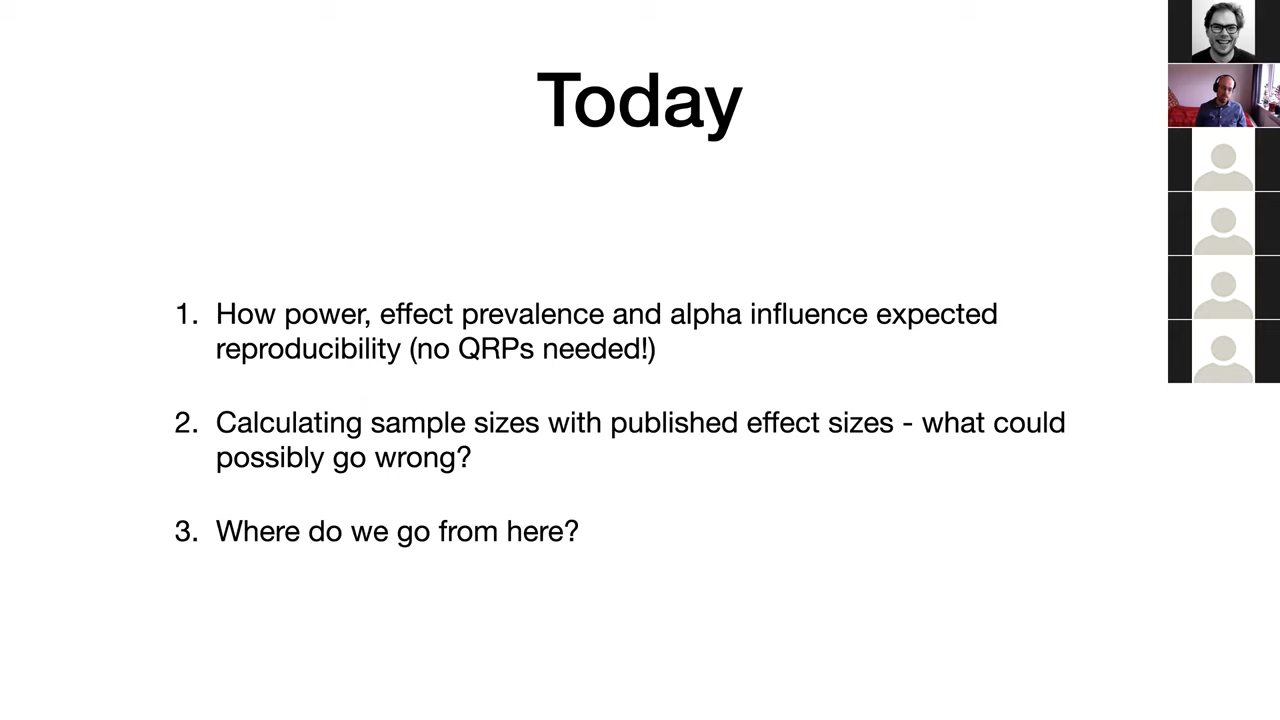 Today
1. How power, effect prevalence and alpha influence expected
reproducibility (no QRPs needed!)
2. Calculating sample sizes with published effect sizes - what could
possibly go wrong?
3. Where do we go from here?